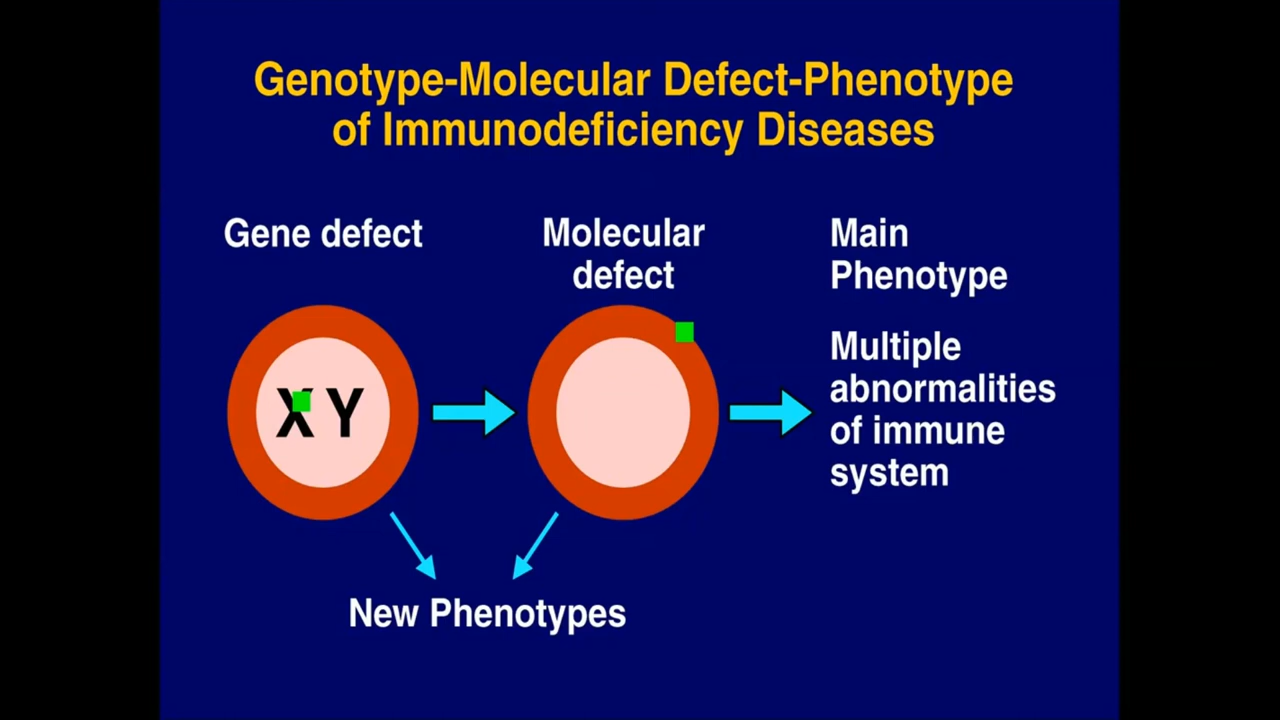 Genotype-Molecular Defect-Phenotype
of Immunodeficiency Diseases
Gene defect
Molecular
defect
Main
Phenotype
X Y
Multiple
abnormalities
of immune
system
New Phenotypes